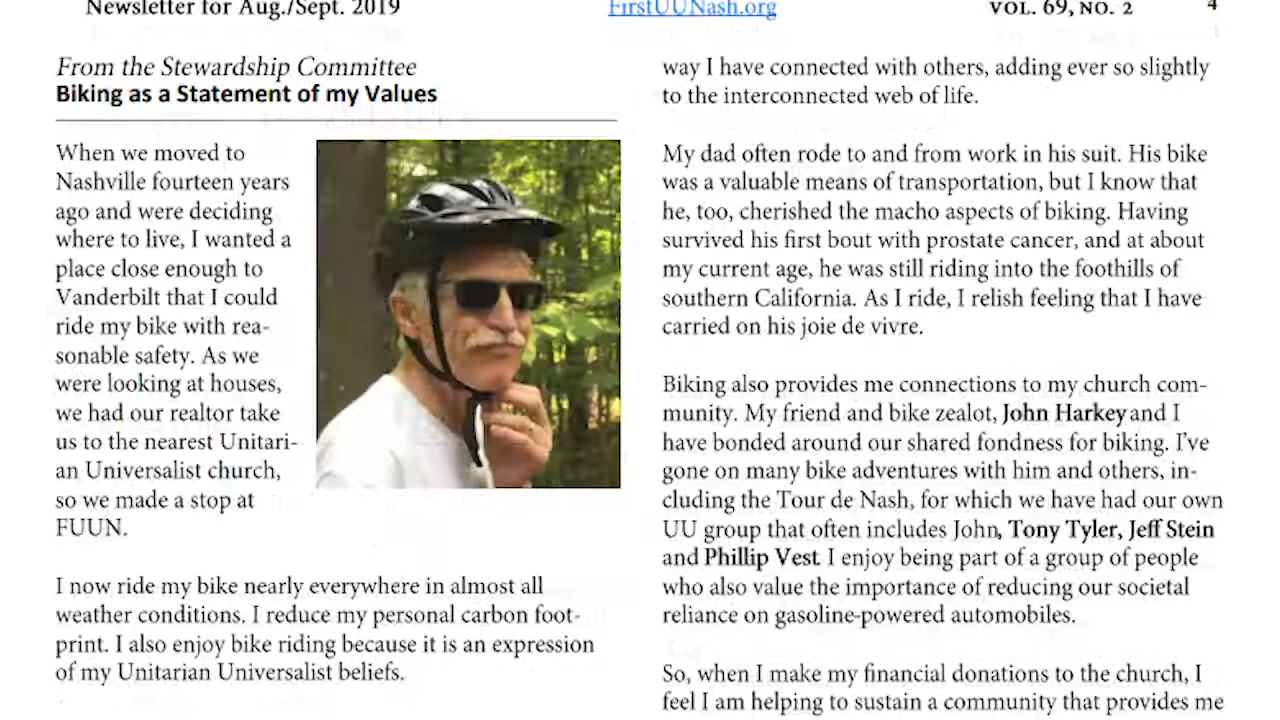 Newsletter for Aug./Sept. 2019 FirstUUNash.org VOL. 69, NO. 2 4
From the Stewardship Committee
Biking as a Statement of my Values
When we moved to
Nashville fourteen years
ago and were deciding
where to live, I wanted a
place close enough to
Vanderbilt that I could
ride my bike with rea-
sonable safety. As we
were looking at houses,
we had our realtor take
us to the nearest Unitari-
an Universalist church,
so we made a stop at
FUUN.
I now ride my bike nearly everywhere in almost all
weather conditions. I reduce my personal carbon foot-
print. I also enjoy bike riding because it is an expression
of my Unitarian Universalist beliefs.
way I have connected with others, adding ever so slightly
to the interconnected web of life.
My dad often rode to and from work in his suit. His bike
was a valuable means of transportation, but I know that
he, too, cherished the macho aspects of biking. Having
survived his first bout with prostate cancer, and at about
my current age, he was still riding into the foothills of
southern California. As I ride, I relish feeling that I have
carried on his joie de vivre.
Biking also provides me connections to my church com-
munity. My friend and bike zealot, John Harkey and I
have bonded around our shared fondness for biking. I've
gone on many bike adventures with him and others, in-
cluding the Tour de Nash, for which we have had our own
UU group that often includes John, Tony Tyler, Jeff Stein
and Phillip Vest. I enjoy being part of a group of people
who also value the importance of reducing our societal
reliance on gasoline-powered automobiles.
So, when I make my financial donations to the church, I
feel I am helping to sustain a community that provides me